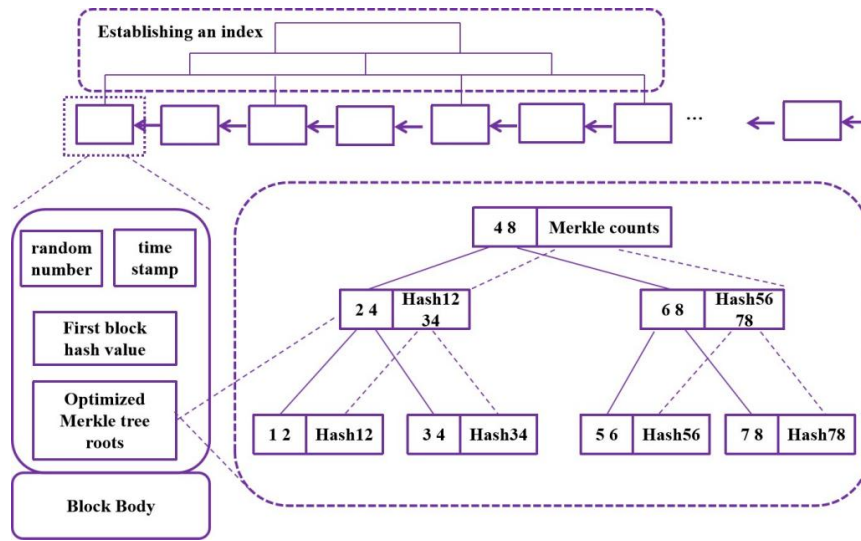 Establishing an index
...
random
number
time
stamp
First block
hash value
Optimized
Merkle tree
roots
Block Body
4 8 Merkle counts
2 4 Hash12
34
6 8 Hash56
78
1 2 Hash12
3 4 Hash34
5 6 Hash56
7 8 Hash78